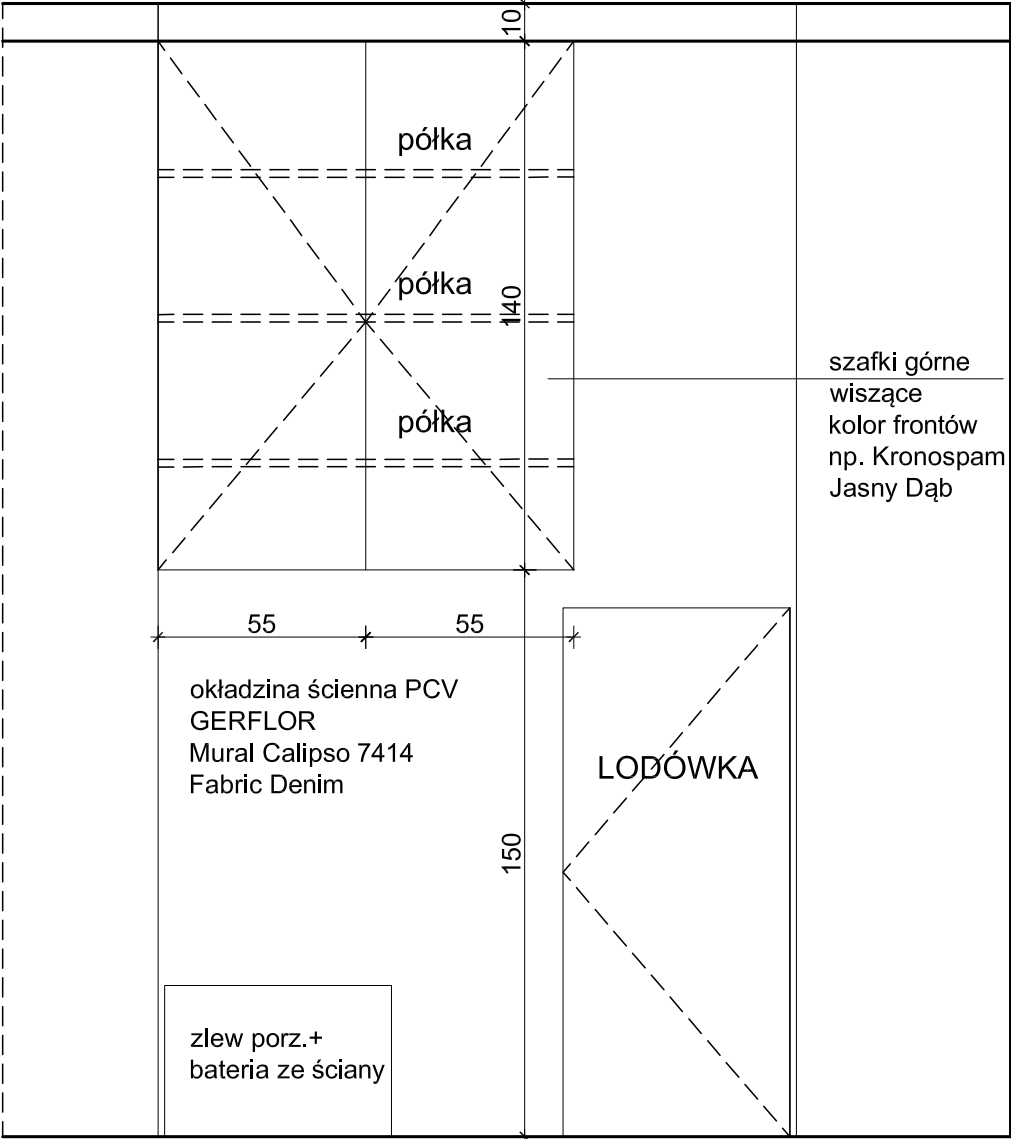 10
półka
półka
140
półka
szafki górne
wiszące
kolor frontów
np. Kronospam
Jasny Dąb
55
55
okładzina ścienna PCV
GERFLOR
Mural Calipso 7414
Fabric Denim
LODÓWKA
150
zlew porz.+
bateria ze ściany